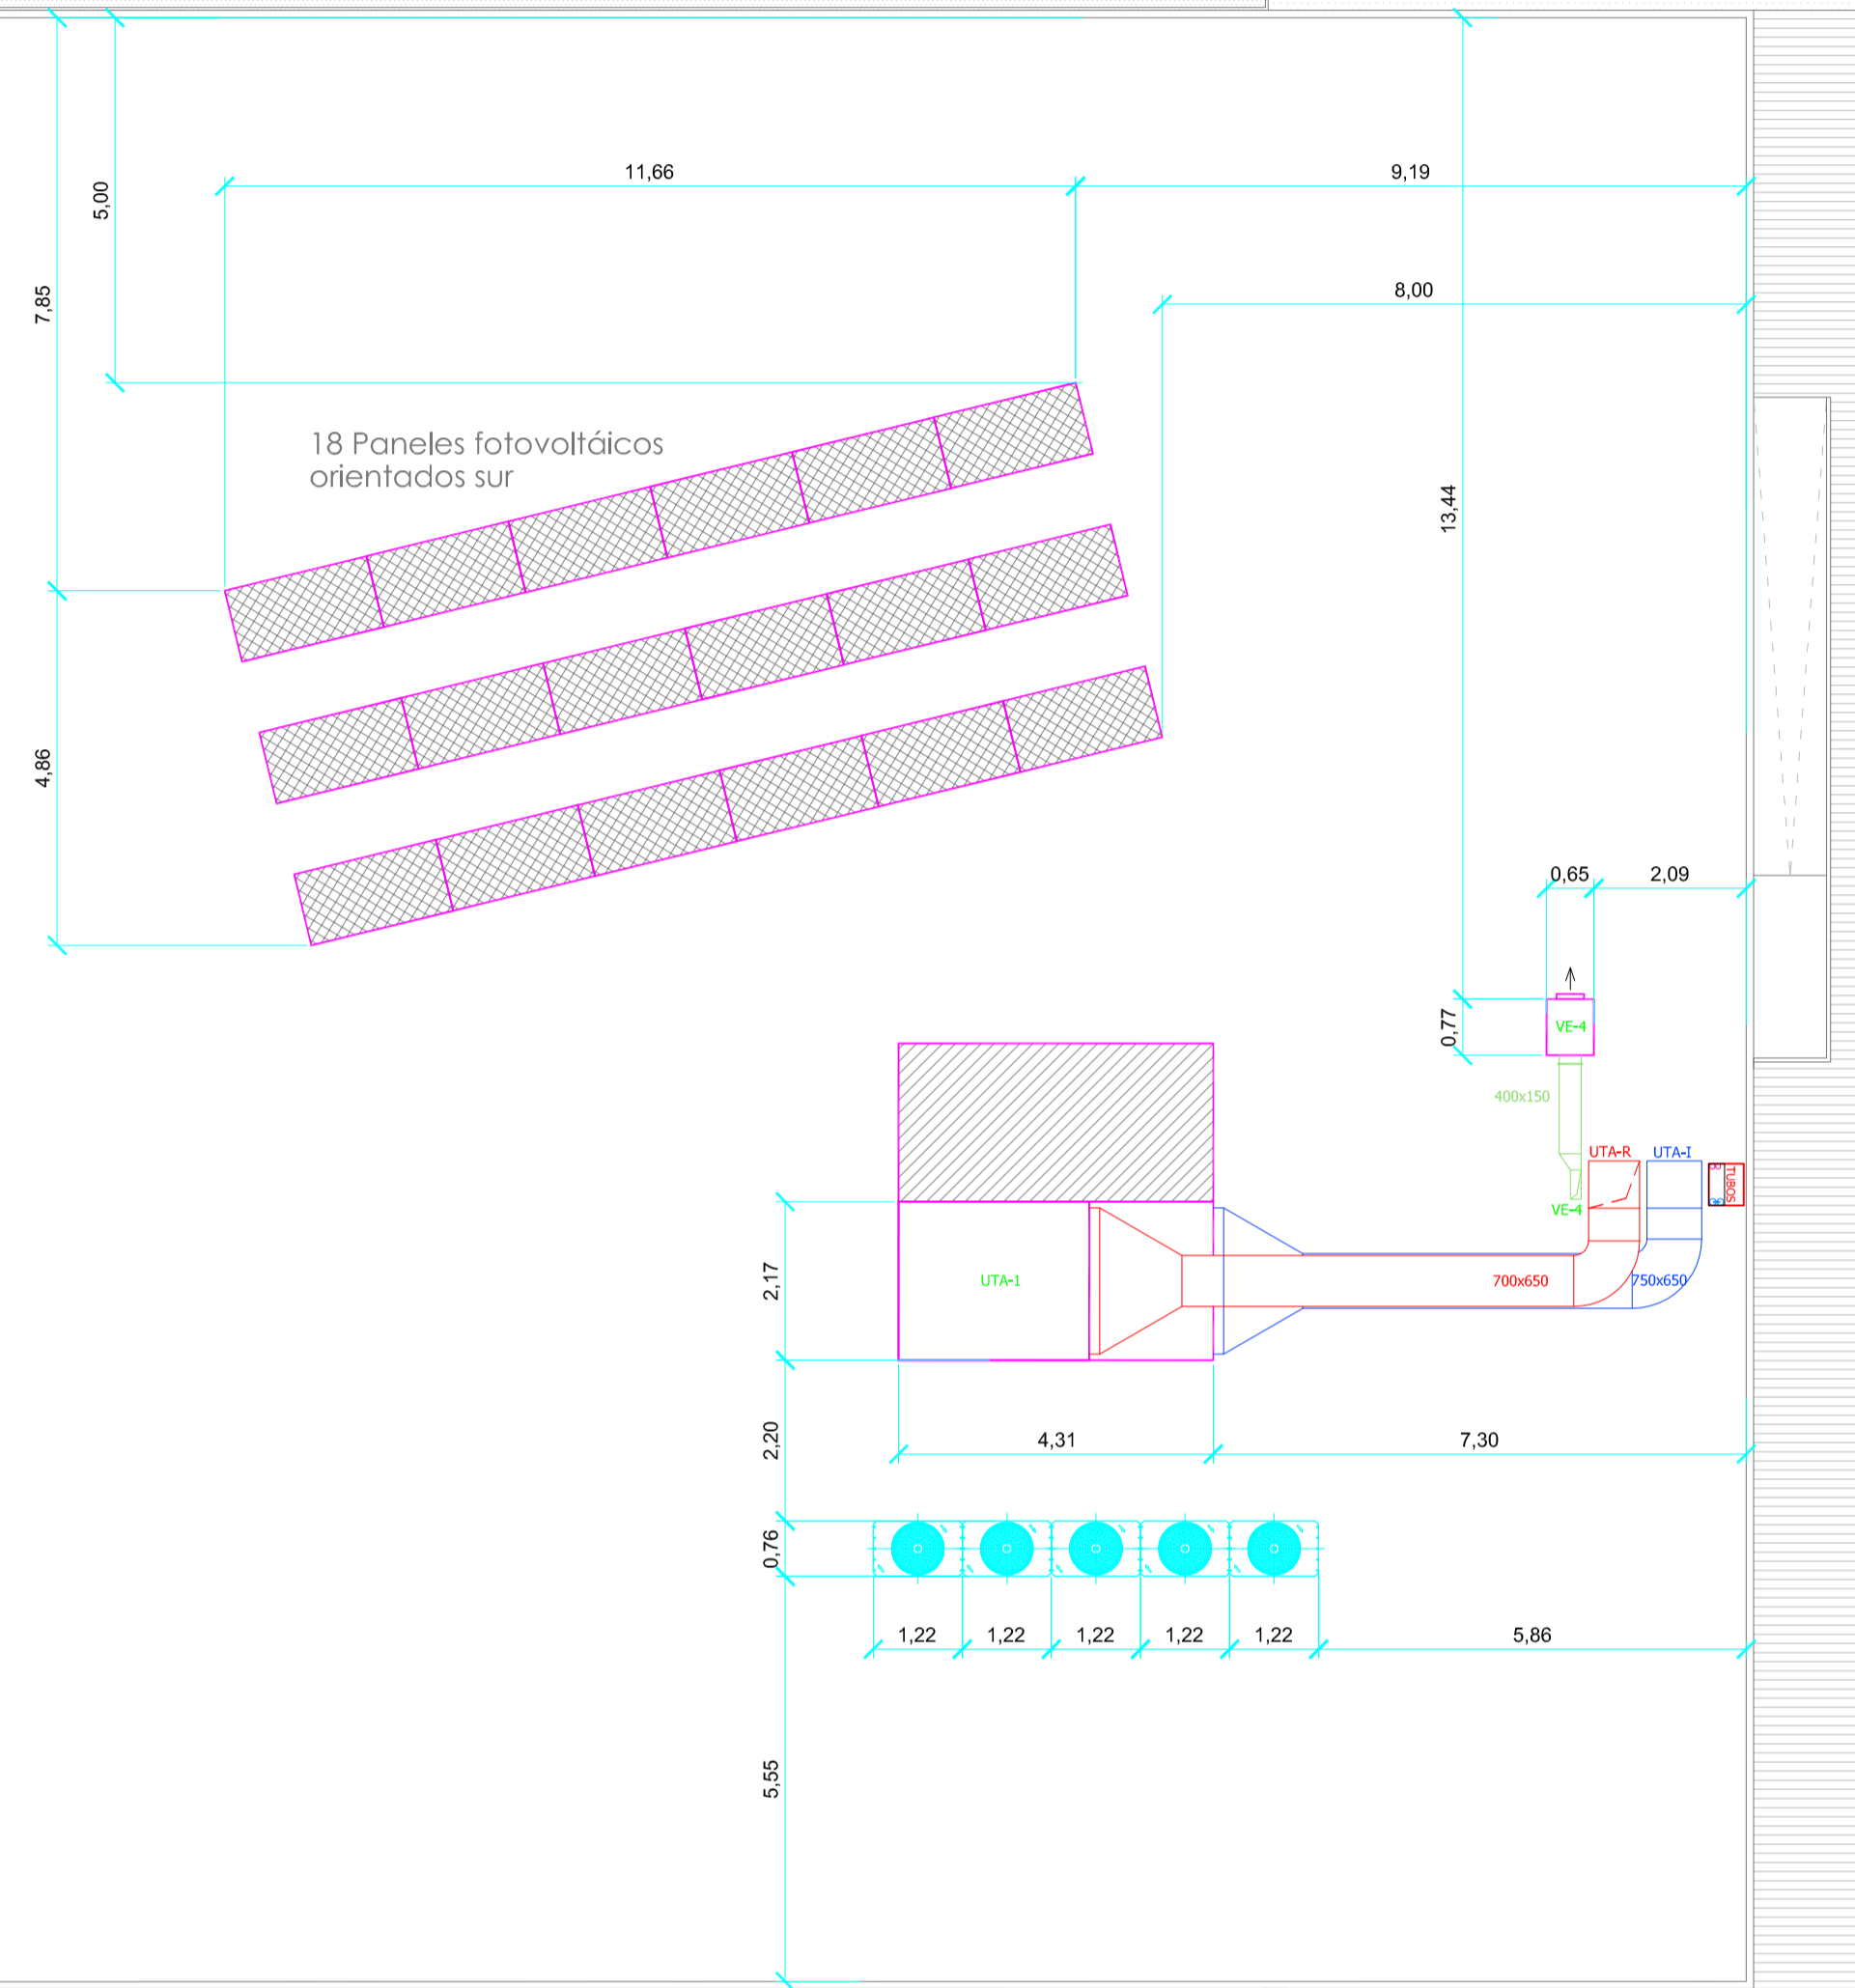 11,66
9,19
5,00
8,00
7,85
18 Paneles fotovoltáicos
orientados sur
13,44
4,86
0,65
2,09
0,77
VE-4
400x150
UTA-R
UTA-I
TUBOS
VE-4
2,17
UTA-1
700x650
750x650
2,20
4,31
7,30
0,76
1,22
1,22
1,22
1,22
1,22
5,86
5,55